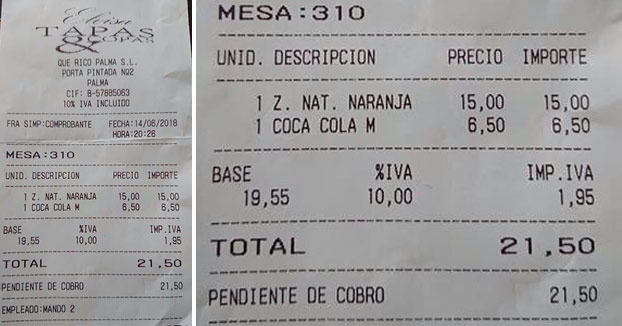 Eloisa
TAPAS
& COPAS
QUE RICO PALMA S.L.
PORTA PINTADA Nº2
PALMA
CIF: B-57885063
10% IVA INCLUIDO
FRA SIMP:COMPROBANTE FECHA:14/06/2018
HORA:20:26
MESA:310
UNID. DESCRIPCION PRECIO IMPORTE
1 Z. NAT. NARANJA 15,00 15,00
1 COCA COLA M 6,50 6,50
BASE %IVA IMP.IVA
19,55 10,00 1,95
TOTAL 21,50
PENDIENTE DE COBRO 21,50
EMPLEADO:MANDO 2
MESA:310
UNID. DESCRIPCION PRECIO IMPORTE
1 Z. NAT. NARANJA 15,00 15,00
1 COCA COLA M 6,50 6,50
BASE %IVA IMP.IVA
19,55 10,00 1,95
TOTAL 21,50
PENDIENTE DE COBRO 21,50